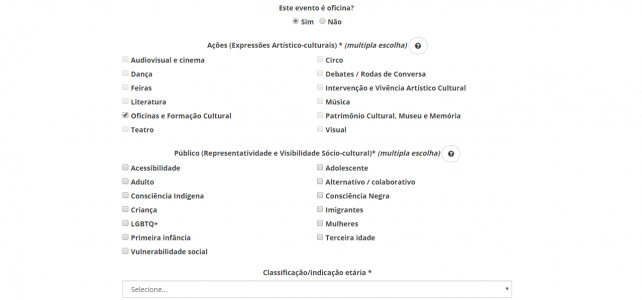 Este evento é oficina?
Sim Não
Ações (Expressões Artístico-culturais) * (multipla escolha)
Audiovisual e cinema Circo
Dança Debates / Rodas de Conversa
Feiras Intervenção e Vivência Artístico Cultural
Literatura Música
Oficinas e Formação Cultural Patrimônio Cultural, Museu e Memória
Teatro Visual
Público (Representatividade e Visibilidade Sócio-cultural)* (multipla escolha)
Acessibilidade Adolescente
Adulto Alternativo / colaborativo
Consciência Indígena Consciência Negra
Criança Imigrantes
LGBTQ+ Mulheres
Primeira infância Terceira idade
Vulnerabilidade social
Classificação/indicação etária *
Selecione...